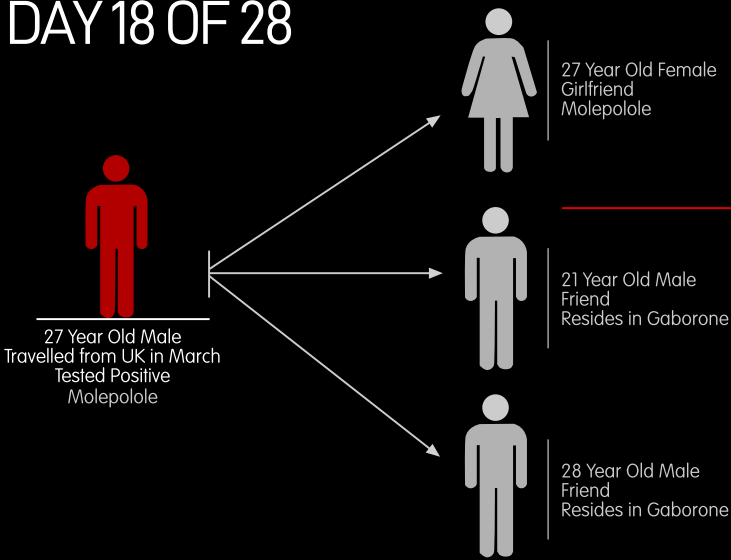 DAY 18 OF 28
27 Year Old Female
Girlfriend
Molepolole
27 Year Old Male
Travelled from UK in March
Tested Positive
Molepolole
21 Year Old Male
Friend
Resides in Gaborone
28 Year Old Male
Friend
Resides in Gaborone